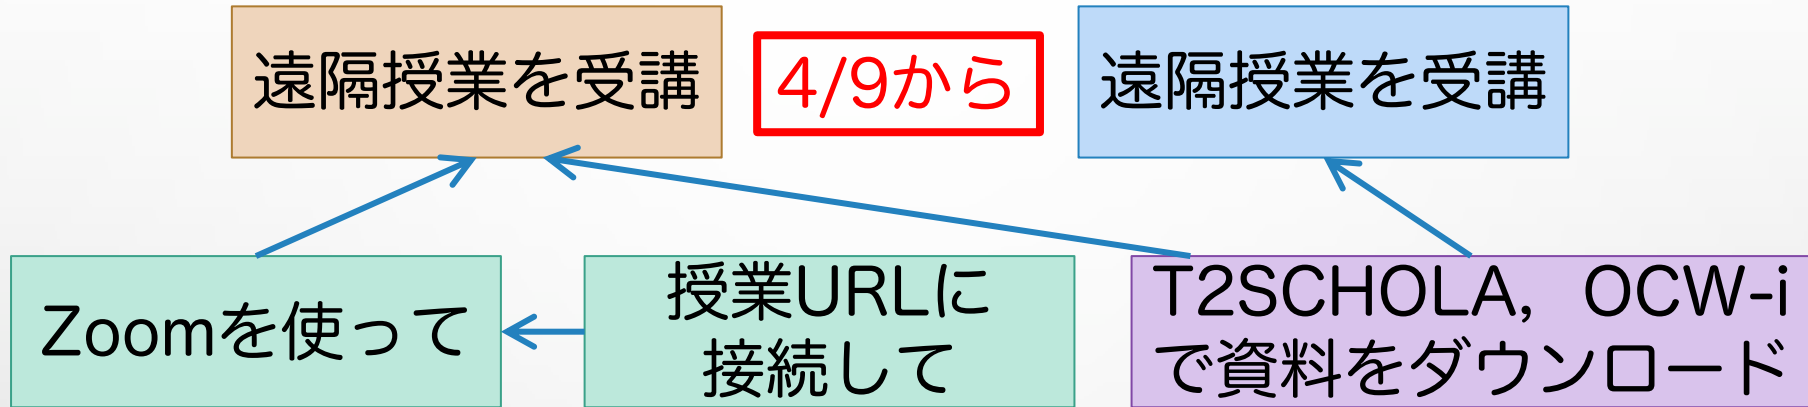 遠隔授業を受講
4/9から
遠隔授業を受講
Zoomを使って
授業URLに
接続して
T2SCHOLA，OCW-i
で資料をダウンロード